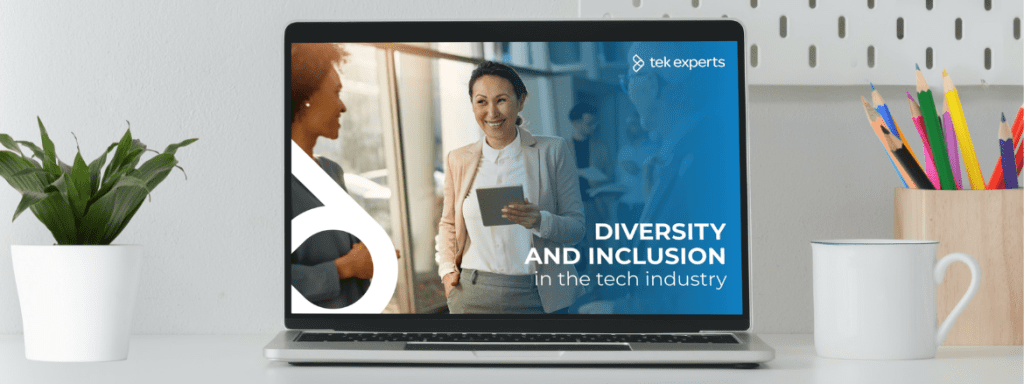 tek experts
DIVERSITY
AND INCLUSION
in the tech industry